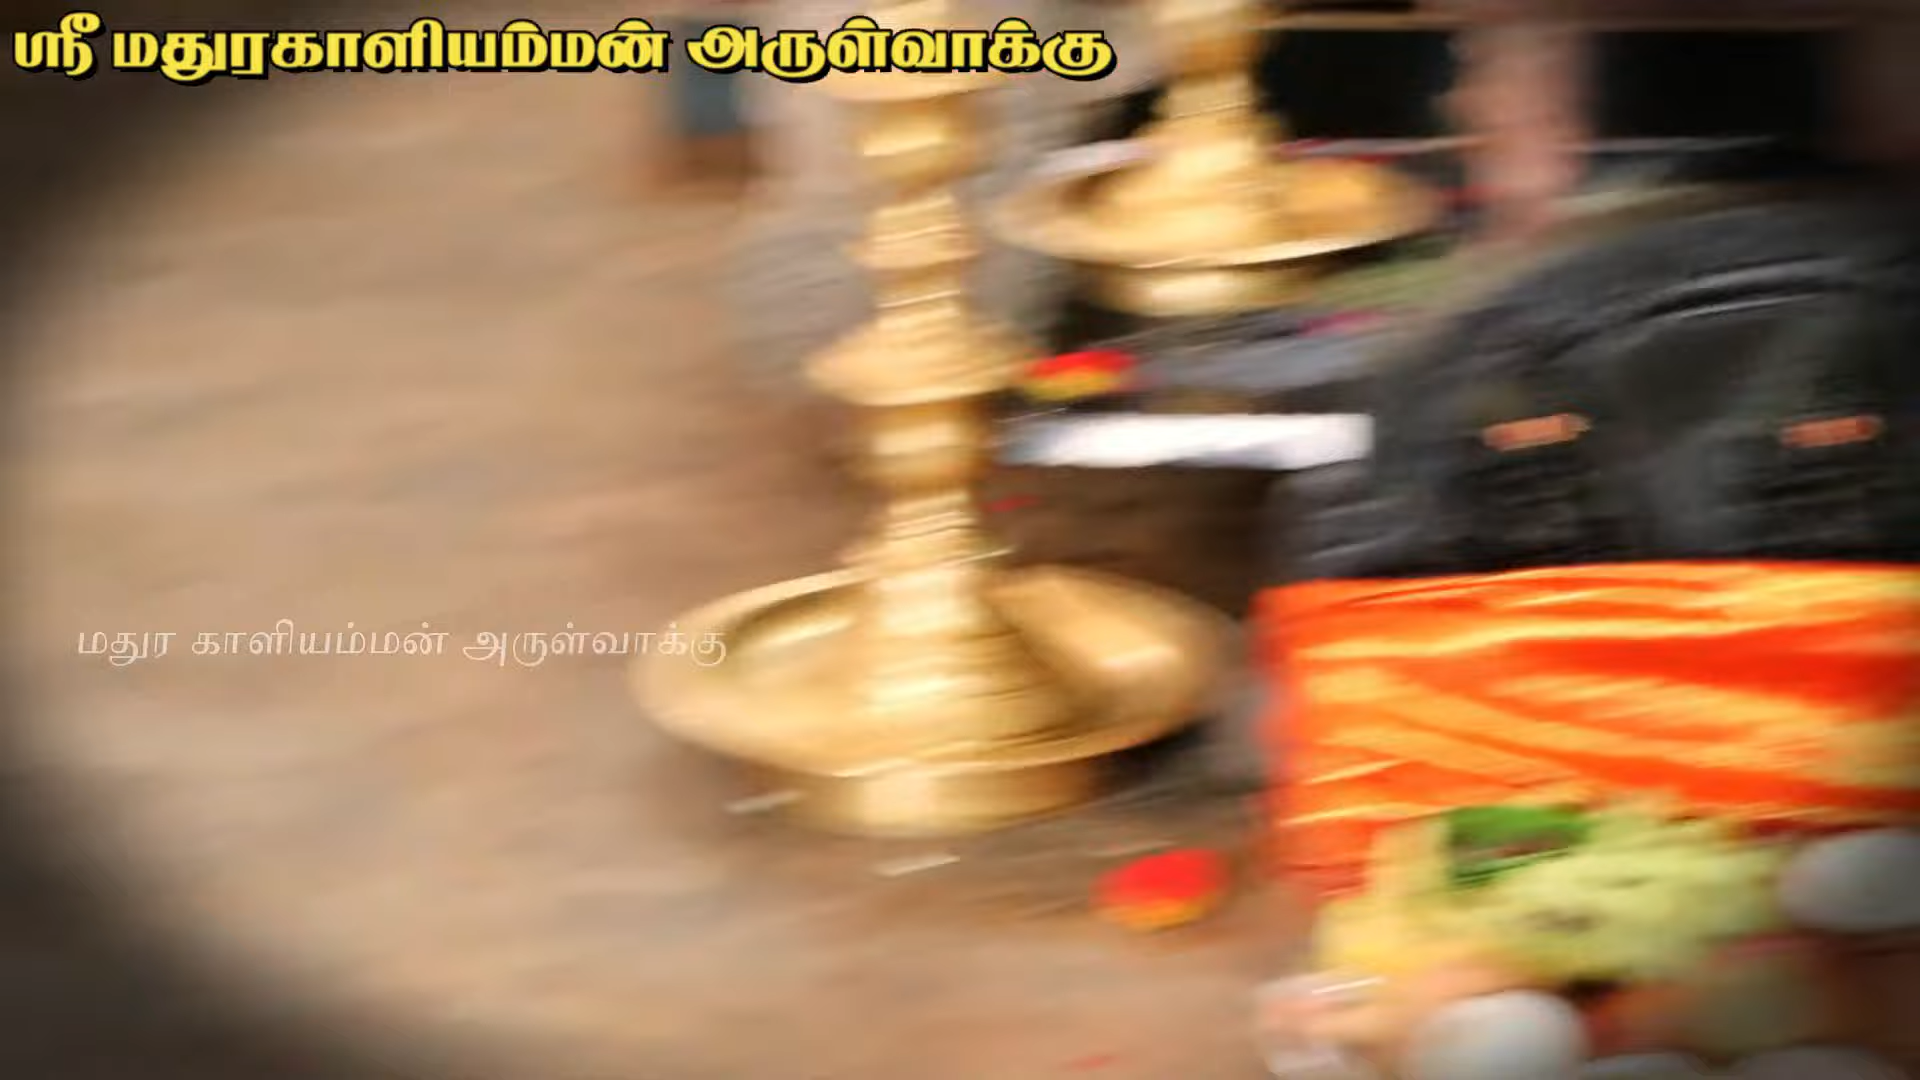 ஸ்ரீ மதுரகாளியம்மன் அருள்வாக்கு
மதுர காளியம்மன் அருள்வாக்கு